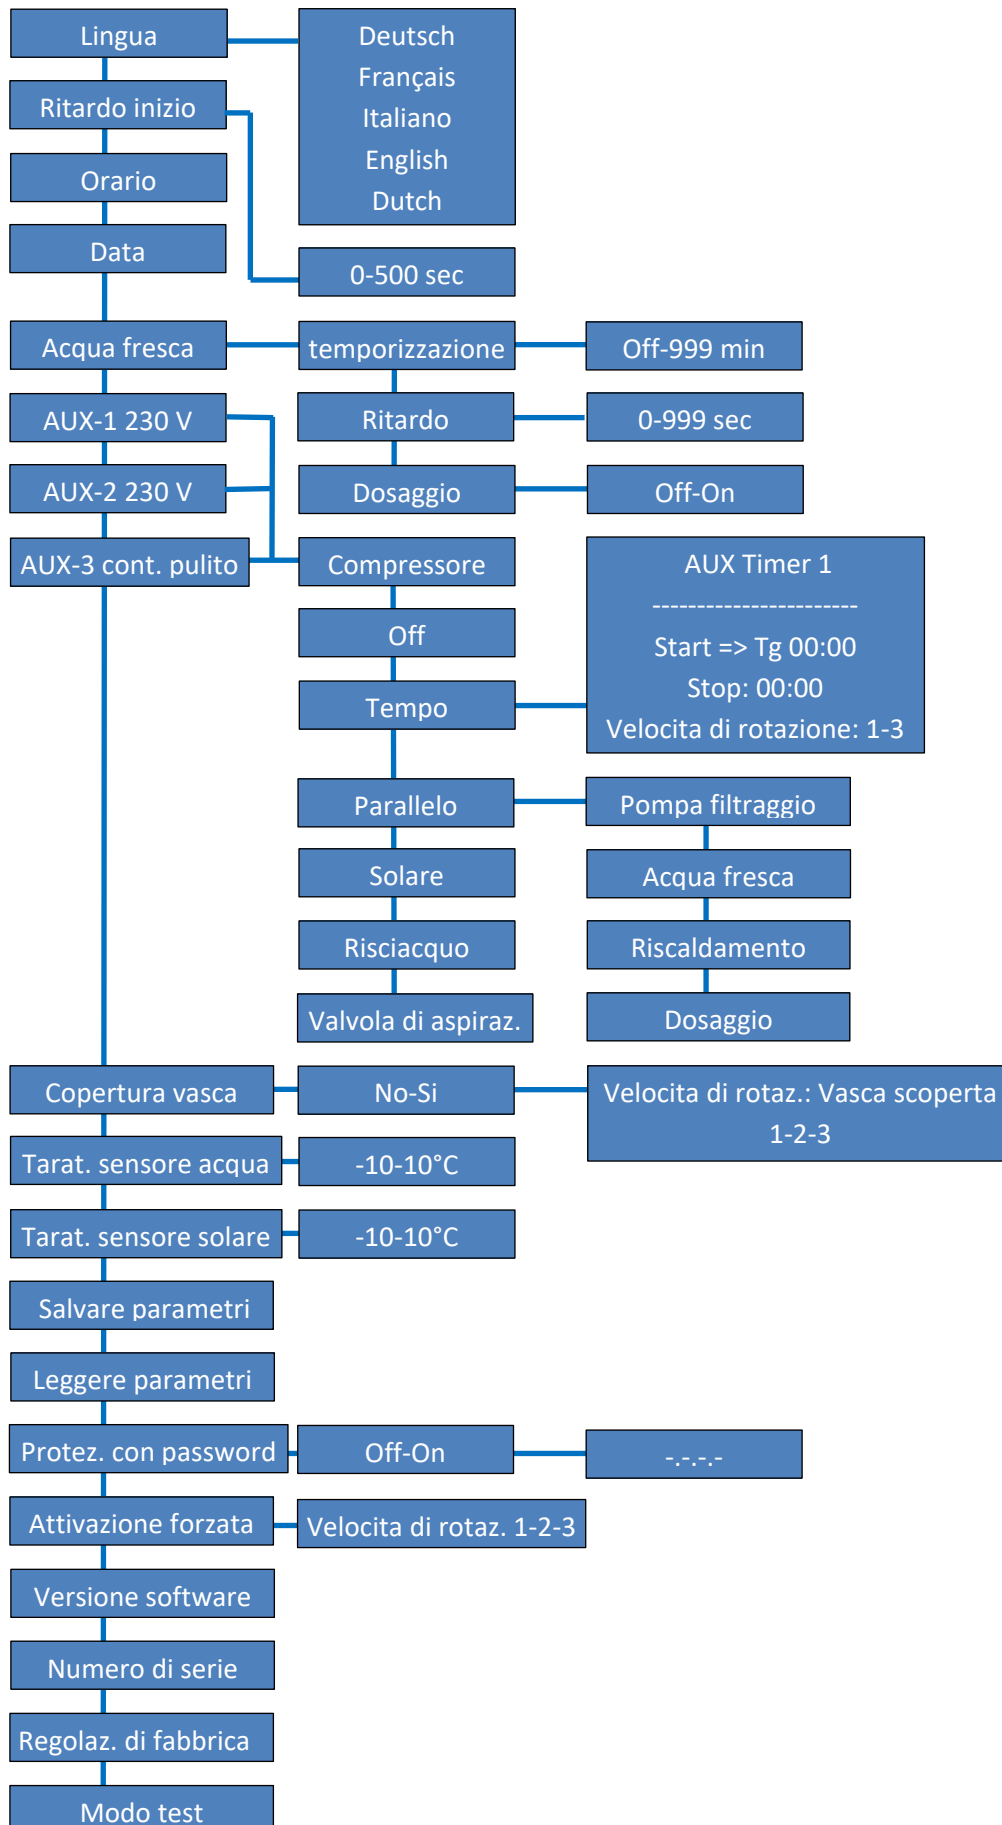 Lingua
Deutsch
Français
Italiano
English
Dutch
Ritardo inizio
Orario
Data
0-500 sec
Acqua fresca
temporizzazione
Off-999 min
AUX-1 230 V
Ritardo
0-999 sec
AUX-2 230 V
Dosaggio
Off-On
AUX-3 cont. pulito
Compressore
AUX Timer 1
-----------------------
Start => Tg 00:00
Stop: 00:00
Velocita di rotazione: 1-3
Off
Tempo
Parallelo
Pompa filtraggio
Solare
Acqua fresca
Risciacquo
Riscaldamento
Valvola di aspiraz.
Dosaggio
Copertura vasca
No-Si
Velocita di rotaz.: Vasca scoperta
1-2-3
Tarat. sensore acqua
-10-10°C
Tarat. sensore solare
-10-10°C
Salvare parametri
Leggere parametri
Protez. con password
Off-On
-.-.-.-
Attivazione forzata
Velocita di rotaz. 1-2-3
Versione software
Numero di serie
Regolaz. di fabbrica
Modo test